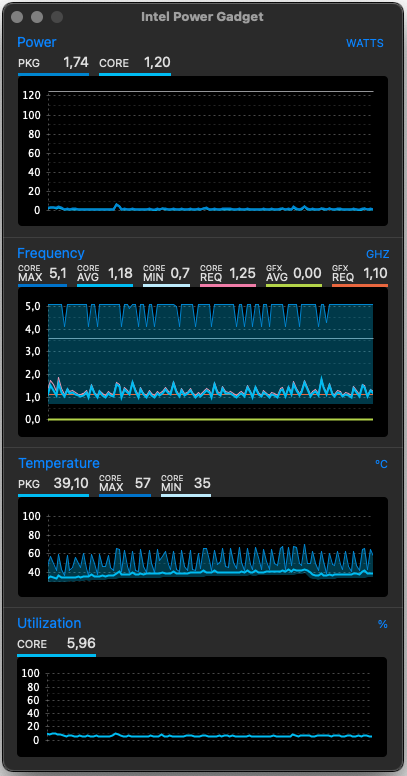 Intel Power Gadget
Power WATTS
PKG 1,74 CORE 1,20
120
100
80
60
40
20
0
Frequency GHZ
CORE MAX 5,1 CORE AVG 1,18 CORE MIN 0,7 CORE REQ 1,25 GFX AVG 0,00 GFX REQ 1,10
5,0
4,0
3,0
2,0
1,0
0,0
Temperature ºC
PKG 39,10 CORE MAX 57 CORE MIN 35
100
80
60
40
Utilization %
CORE 5,96
100
80
60
40
20
0